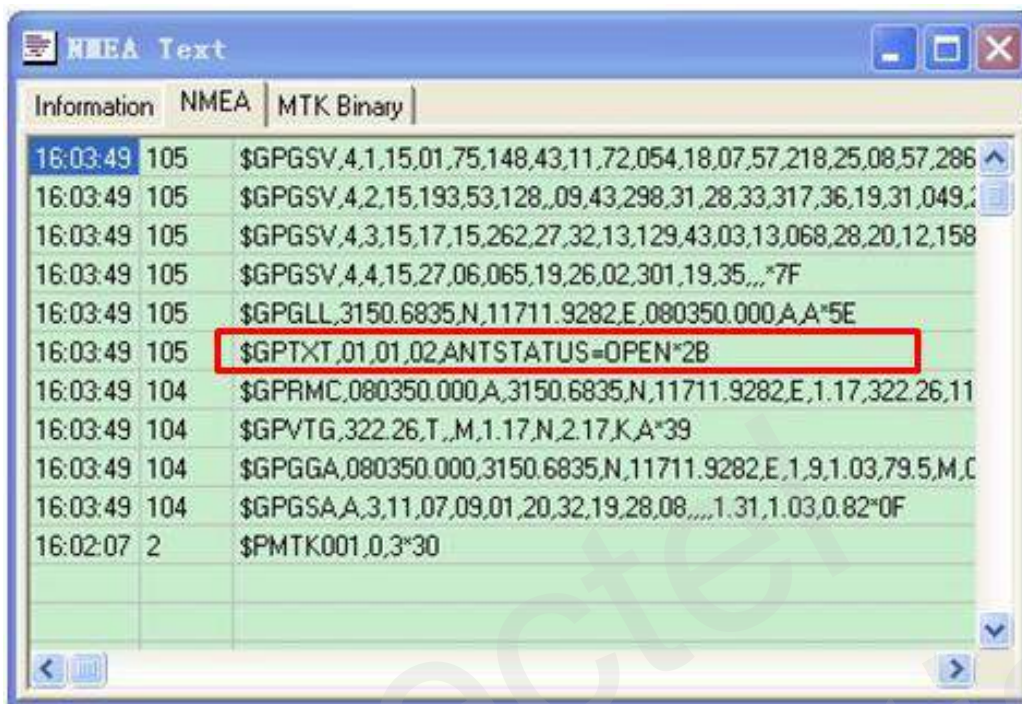 NMEA Text
Information NMEA MTK Binary
16:03:49 105 $GPGSV,4,1,15,01,75,148,43,11,72,054,18,07,57,218,25,08,57,286
16:03:49 105 $GPGSV,4,2,15,193,53,128,,09,43,298,31,28,33,317,36,19,31,049,
16:03:49 105 $GPGSV,4,3,15,17,15,262,27,32,13,129,43,03,13,068,28,20,12,158
16:03:49 105 $GPGSV,4,4,15,27,06,065,19,26,02,301,19,35,,,*7F
16:03:49 105 $GPGLL,3150.6835,N,11711.9282,E,080350.000,A,A*5E
16:03:49 105 $GPTXT,01,01,02,ANTSTATUS=OPEN*2B
16:03:49 104 $GPRMC,080350.000,A,3150.6835,N,11711.9282,E,1.17,322.26,11
16:03:49 104 $GPVTG,322.26,T,,M,1.17,N,2.17,K,A*39
16:03:49 104 $GPGGA,080350.000,3150.6835,N,11711.9282,E,1,9,1.03,79.5,M,
16:03:49 104 $GPGSA,A,3,11,07,09,01,20,32,19,28,08,,,,1.31,1.03,0.82*0F
16:02:07 2 $PMTK001,0,3*30